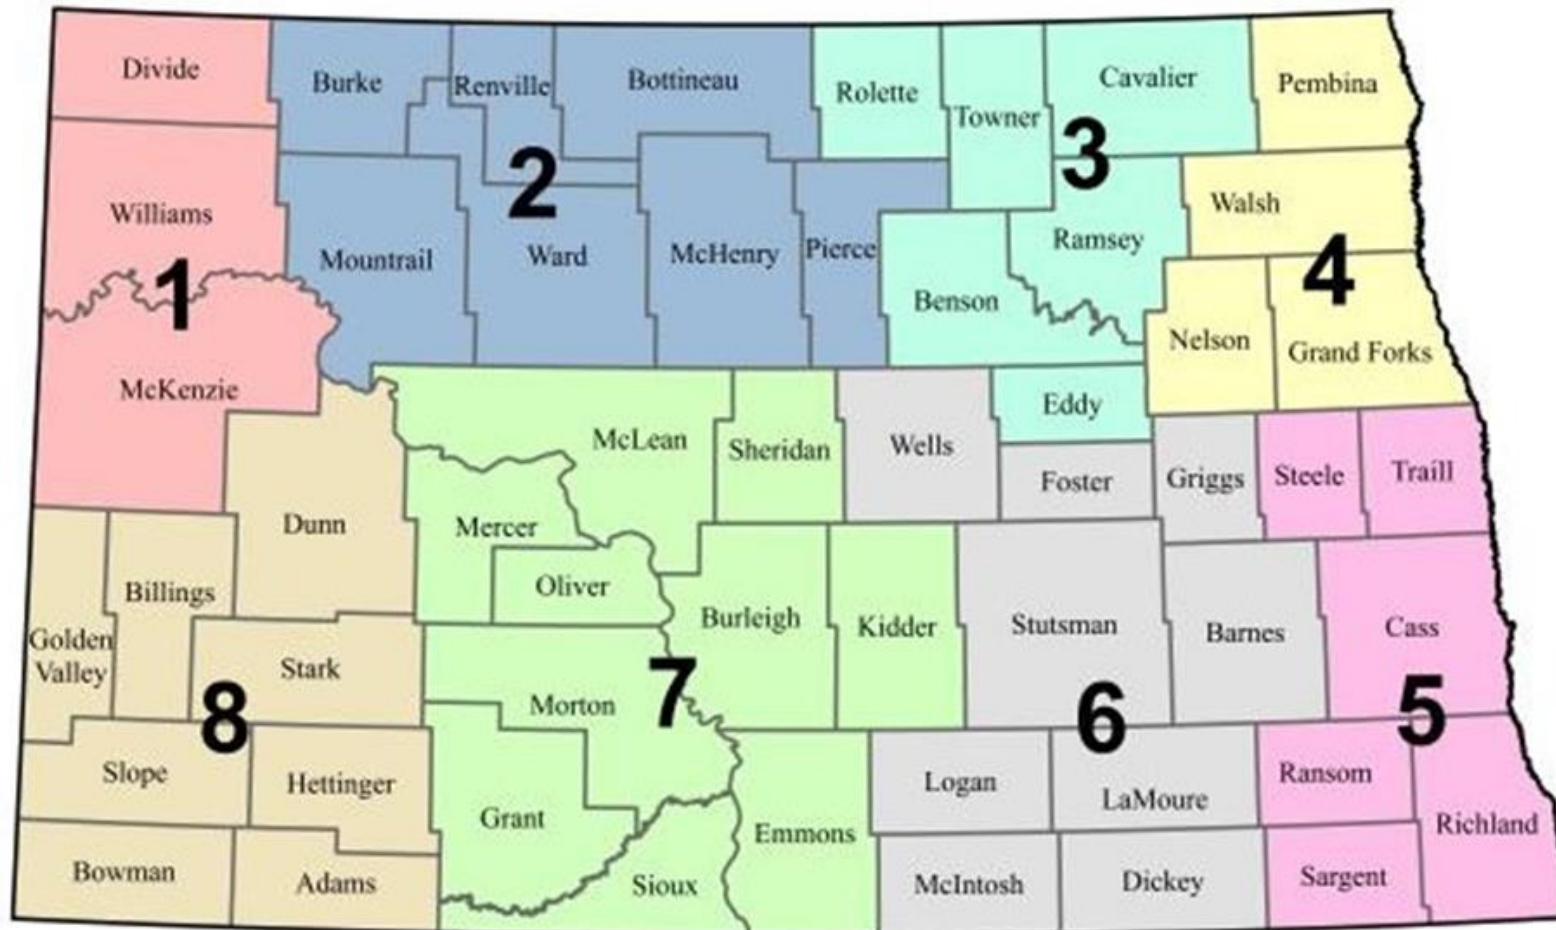 Divide
Burke
Renville
Bottineau
Rolette
Towner
Cavalier
Pembina
Williams
Mountrail
2
Ward
McHenry
Pierce
Benson
3
Ramsey
Walsh
1
McKenzie
Nelson
4
Grand Forks
McLean
Sheridan
Wells
Eddy
Foster
Griggs
Steele
Traill
Dunn
Mercer
Oliver
Billings
Golden
Valley
Stark
Burleigh
Kidder
Stutsman
Barnes
Cass
8
Morton
7
6
5
Slope
Hettinger
Grant
Emmons
Logan
LaMoure
Ransom
Richland
Bowman
Adams
Sioux
McIntosh
Dickey
Sargent